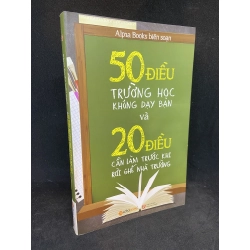 Alpha Books biên soạn
50 ĐIỀU
TRƯỜNG HỌC
KHÔNG DẠY BẠN
và
20 ĐIỀU
CẦN LÀM TRƯỚC KHI
RỜI GHẾ NHÀ TRƯỜNG